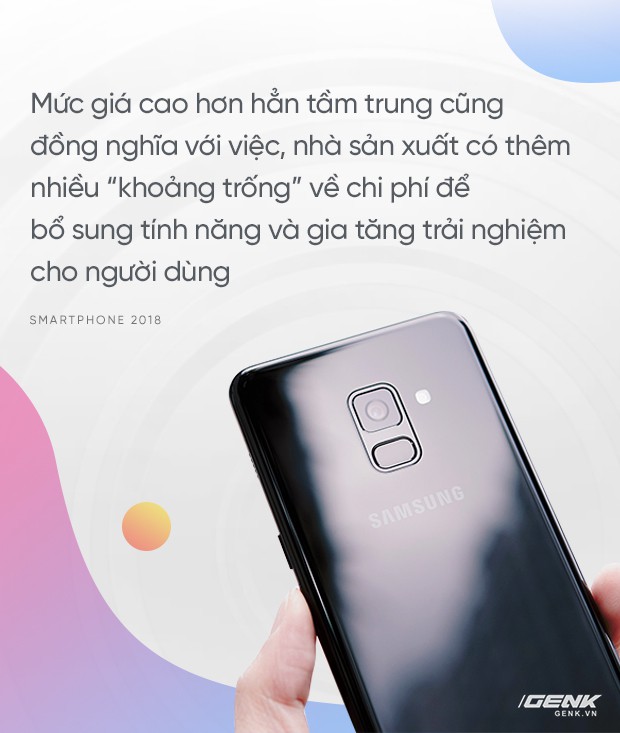 Mức giá cao hơn hẳn tầm trung cũng
đồng nghĩa với việc, nhà sản xuất có thêm
nhiều “khoảng trống” về chi phí để
bổ sung tính năng và gia tăng trải nghiệm
cho người dùng
SMARTPHONE 2018
SAMSUNG
/GENK
GENK.VN